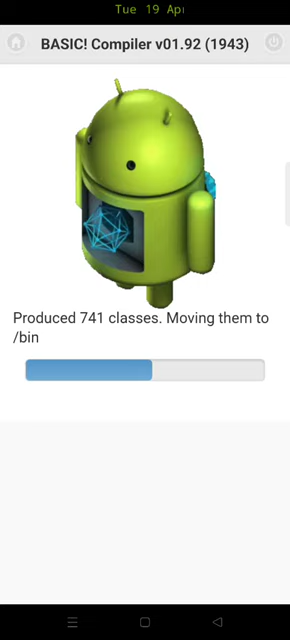 Tue 19 Apr
BASIC! Compiler v01.92 (1943)
Produced 741 classes. Moving them to
/bin